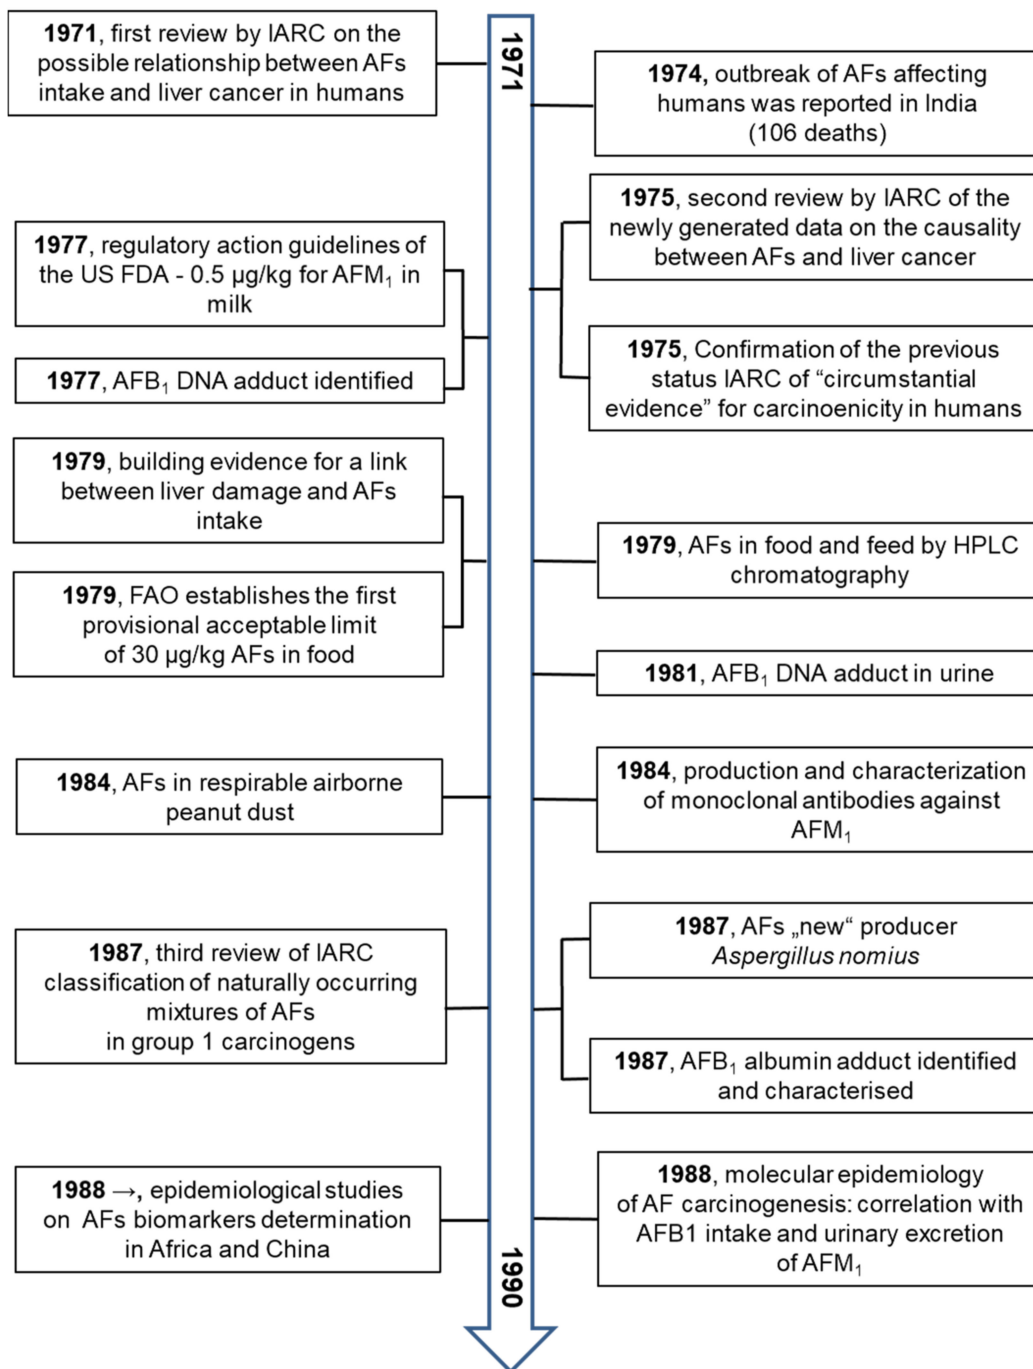 1971
1971, first review by IARC on the
possible relationship between AFs
intake and liver cancer in humans
1974, outbreak of AFs affecting
humans was reported in India
(106 deaths)
1975, second review by IARC of the
newly generated data on the causality
between AFs and liver cancer
1977, regulatory action guidelines of
the US FDA - 0.5 µg/kg for AFM₁ in
milk
1975, Confirmation of the previous
status IARC of “circumstantial
evidence” for carcinoenicity in humans
1977, AFB₁ DNA adduct identified
1979, building evidence for a link
between liver damage and AFs
intake
1979, AFs in food and feed by HPLC
chromatography
1979, FAO establishes the first
provisional acceptable limit
of 30 µg/kg AFs in food
1981, AFB₁ DNA adduct in urine
1984, AFs in respirable airborne
peanut dust
1984, production and characterization
of monoclonal antibodies against
AFM₁
1987, third review of IARC
classification of naturally occurring
mixtures of AFs
in group 1 carcinogens
1987, AFs „new“ producer
Aspergillus nomius
1987, AFB₁ albumin adduct identified
and characterised
1988 →, epidemiological studies
on AFs biomarkers determination
in Africa and China
1988, molecular epidemiology
of AF carcinogenesis: correlation with
AFB1 intake and urinary excretion
of AFM₁
1990